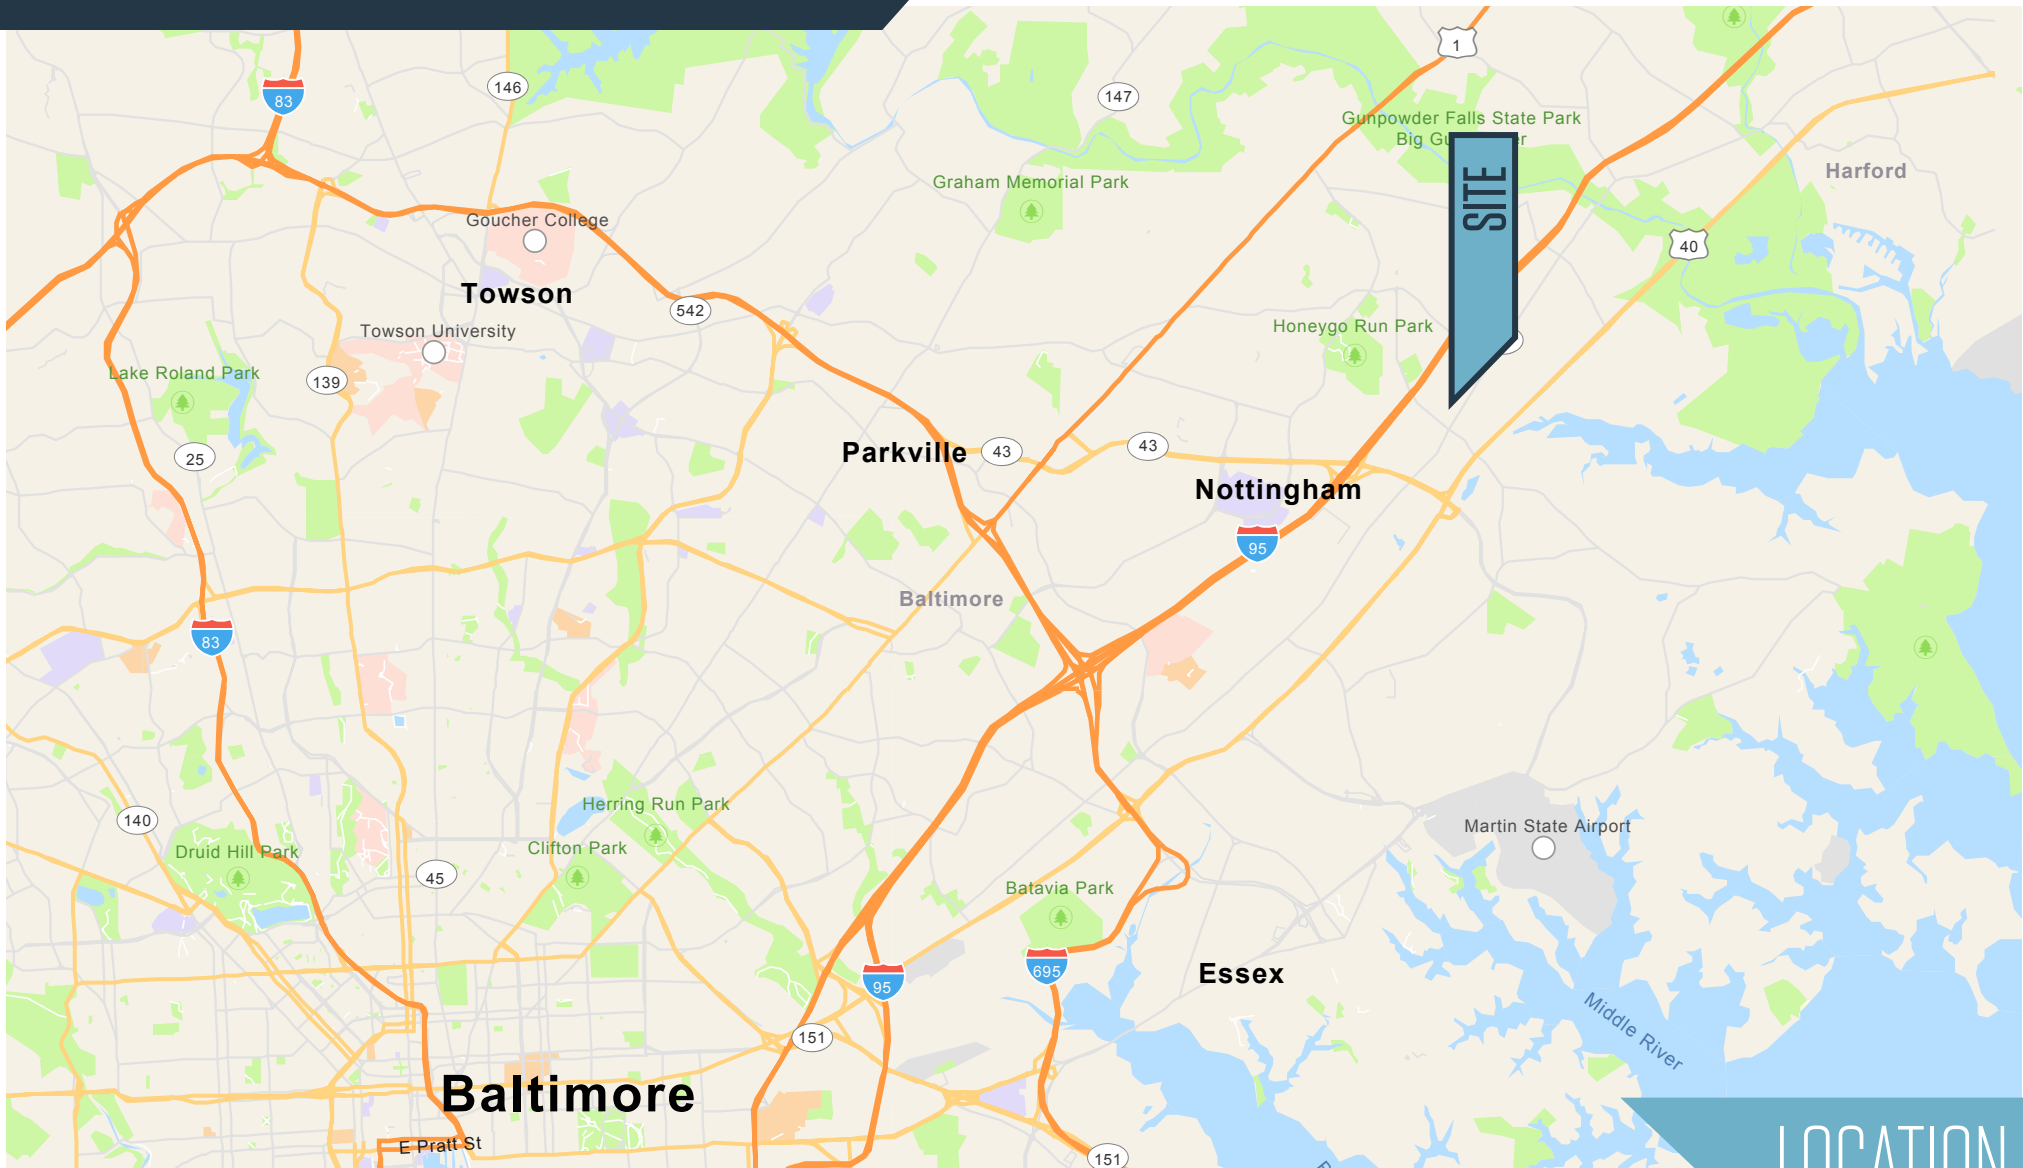 1
83
146
147
Gunpowder Falls State Park
Big Gu
r
SITE
Harford
Graham Memorial Park
Goucher College
40
Towson
542
Honeygo Run Park
Towson University
Lake Roland Park
139
Parkville
43
43
25
Nottingham
95
Baltimore
83
Herring Run Park
140
Martin State Airport
Druid Hill Park
Clifton Park
45
Batavia Park
695
Essex
95
Middle River
151
Baltimore
E Pratt St
LOCATION
151